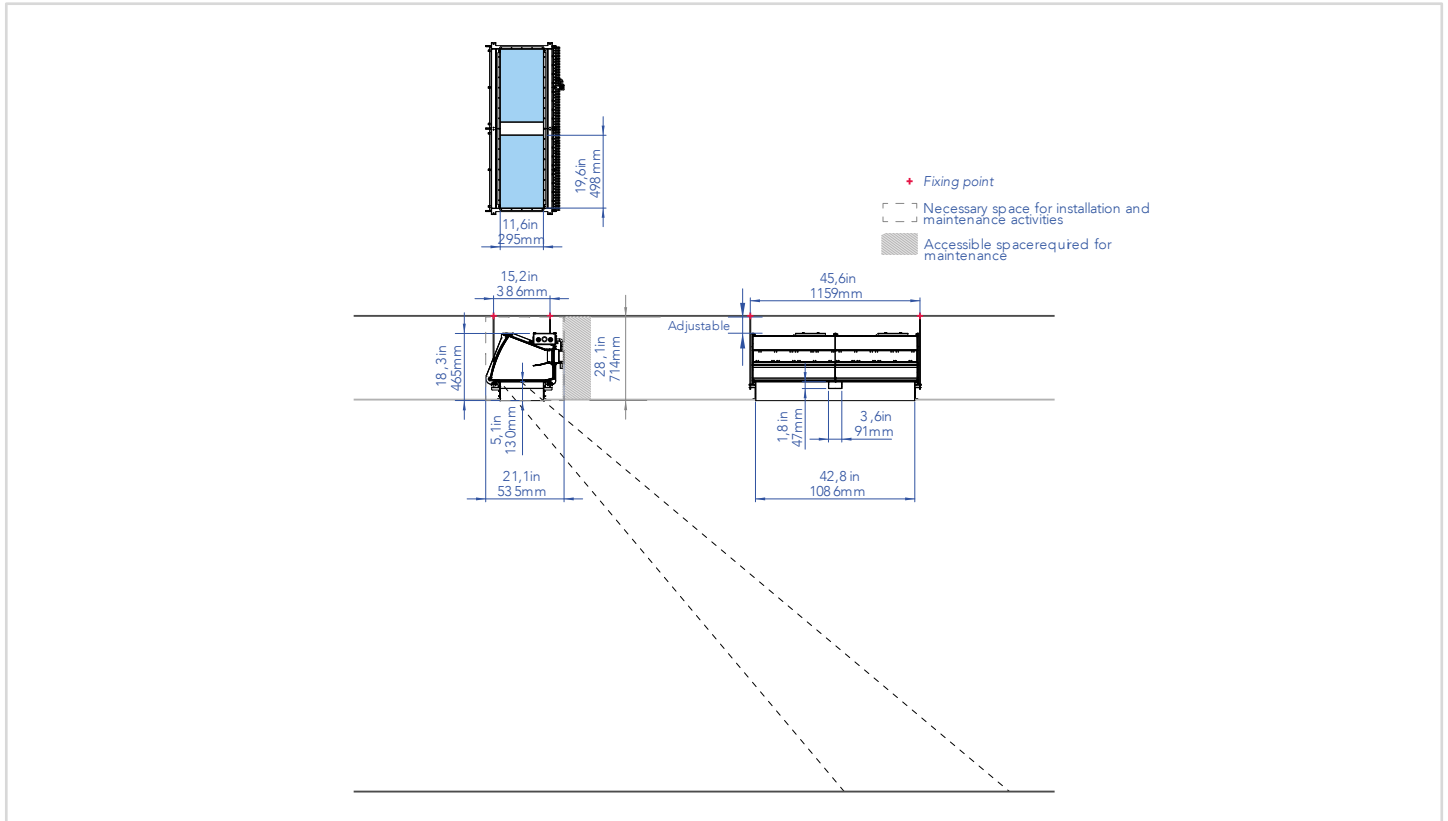 19,6in
498 mm
11,6in
295mm
+ Fixing point
Necessary space for installation and
maintenance activities
Accessible spacerequired for
maintenance
15,2in
386mm
45,6in
1159mm
Adjustable
18,3in
465mm
28,1in
714mm
5,1in
130mm
1,8in
47mm
3,6in
91mm
21,1in
535mm
42,8in
1086mm